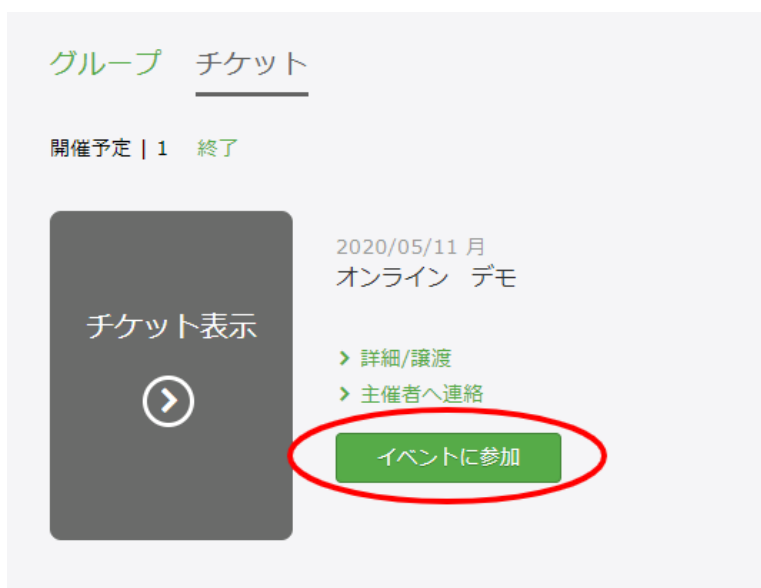 グループ チケット
開催予定 | 1 終了
チケット表示
2020/05/11 月
オンライン デモ
詳細/譲渡
主催者へ連絡
イベントに参加